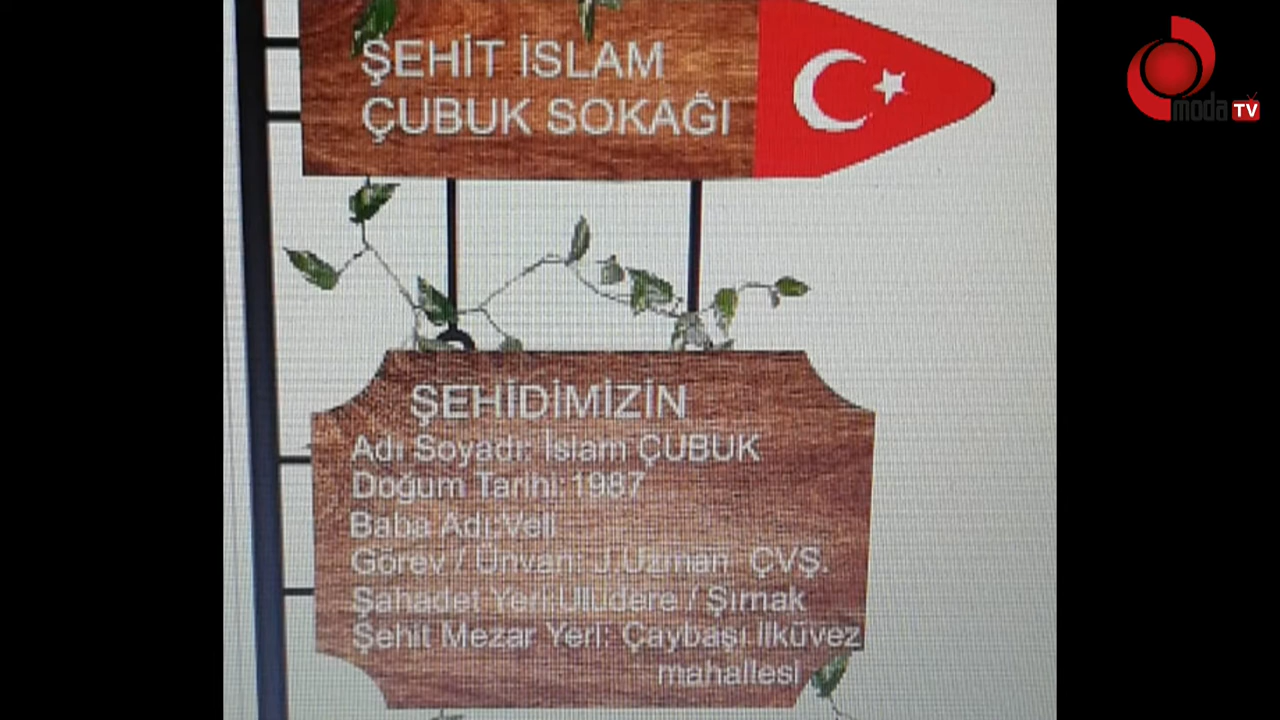 ŞEHİT İSLAM
ÇUBUK SOKAĞI
moda TV
ŞEHİDİMİZİN
Adı Soyadı: İslam ÇUBUK
Doğum Tarihi:1987
Baba Adı:Veli
Görev / Ünvan: J.Uzman ÇVŞ.
Şahadet Yeri:Uludere / Şırnak
Şehit Mezar Yeri: Çaybaşı İlküvez
mahallesi